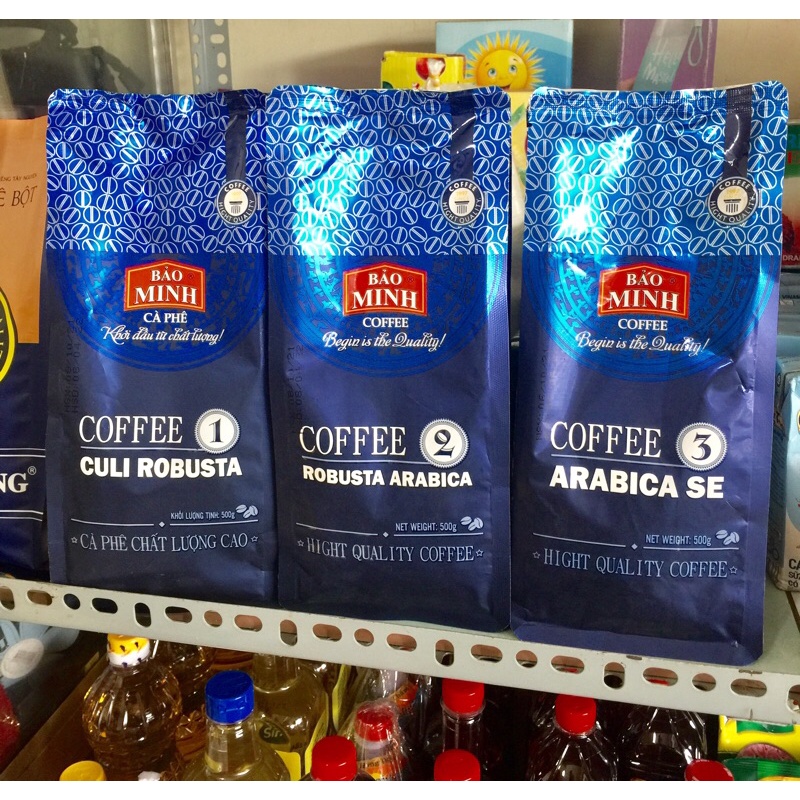 BẢO
MINH
CÀ PHÊ
Khởi đầu từ chất lượng!
COFFEE 1
CULI ROBUSTA
KHỐI LƯỢNG TỊNH: 500g
CÀ PHÊ CHẤT LƯỢNG CAO
COFFEE
HIGHT QUALITY
BẢO
MINH
COFFEE
Begin is the Quality!
COFFEE 2
ROBUSTA ARABICA
NET WEIGHT: 500g
HIGHT QUALITY COFFEE
COFFEE
HIGHT QUALITY
BẢO
MINH
COFFEE
Begin is the Quality!
COFFEE 3
ARABICA SE
NET WEIGHT: 500g
HIGHT QUALITY COFFEE
COFFEE
HIGHT QUALITY
Ê BỘT
NG®